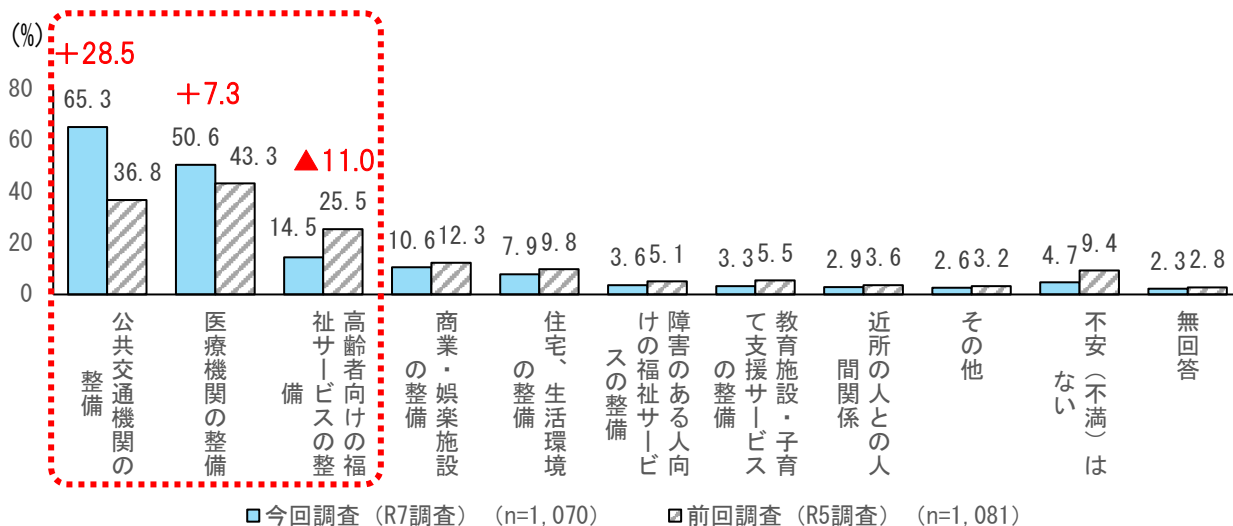 (%)
＋28.5
＋7.3
▲11.0
80
60
40
20
0
65.3
36.8
50.6
43.3
14.5
25.5
10.6
12.3
7.9
9.8
3.6
5.1
3.3
5.5
2.9
3.6
2.6
3.2
4.7
9.4
2.3
2.8
公共交通機関の
整備
医療機関の整備
高齢者向けの福
祉サービスの整
備
商業・娯楽施設
の整備
住宅、生活環境
の整備
障害のある人向
けの福祉サービ
スの整備
教育施設・子育
て支援サービス
の整備
近所の人との人
間関係
その他
不安（不満）は
ない
無回答
今回調査（R7調査）（n=1,070）
前回調査（R5調査）（n=1,081）